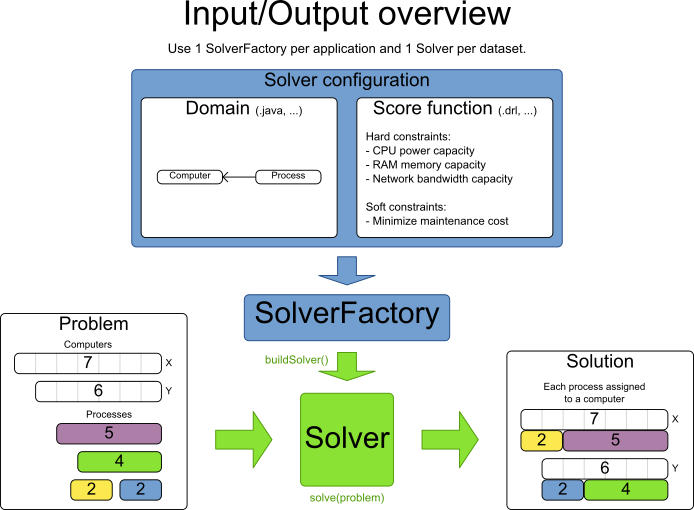 Input/Output overview
Use 1 SolverFactory per application and 1 Solver per dataset.
Solver configuration
Domain (.java, ...)
Computer
Process
Score function (.drl, ...)
Hard constraints:
- CPU power capacity
- RAM memory capacity
- Network bandwidth capacity
Soft constraints:
- Minimize maintenance cost
SolverFactory
buildSolver()
Problem
Computers
7
X
6
Y
Processes
5
4
2
2
Solver
solve(problem)
Solution
Each process assigned
to a computer
7
X
2
5
6
Y
2
4